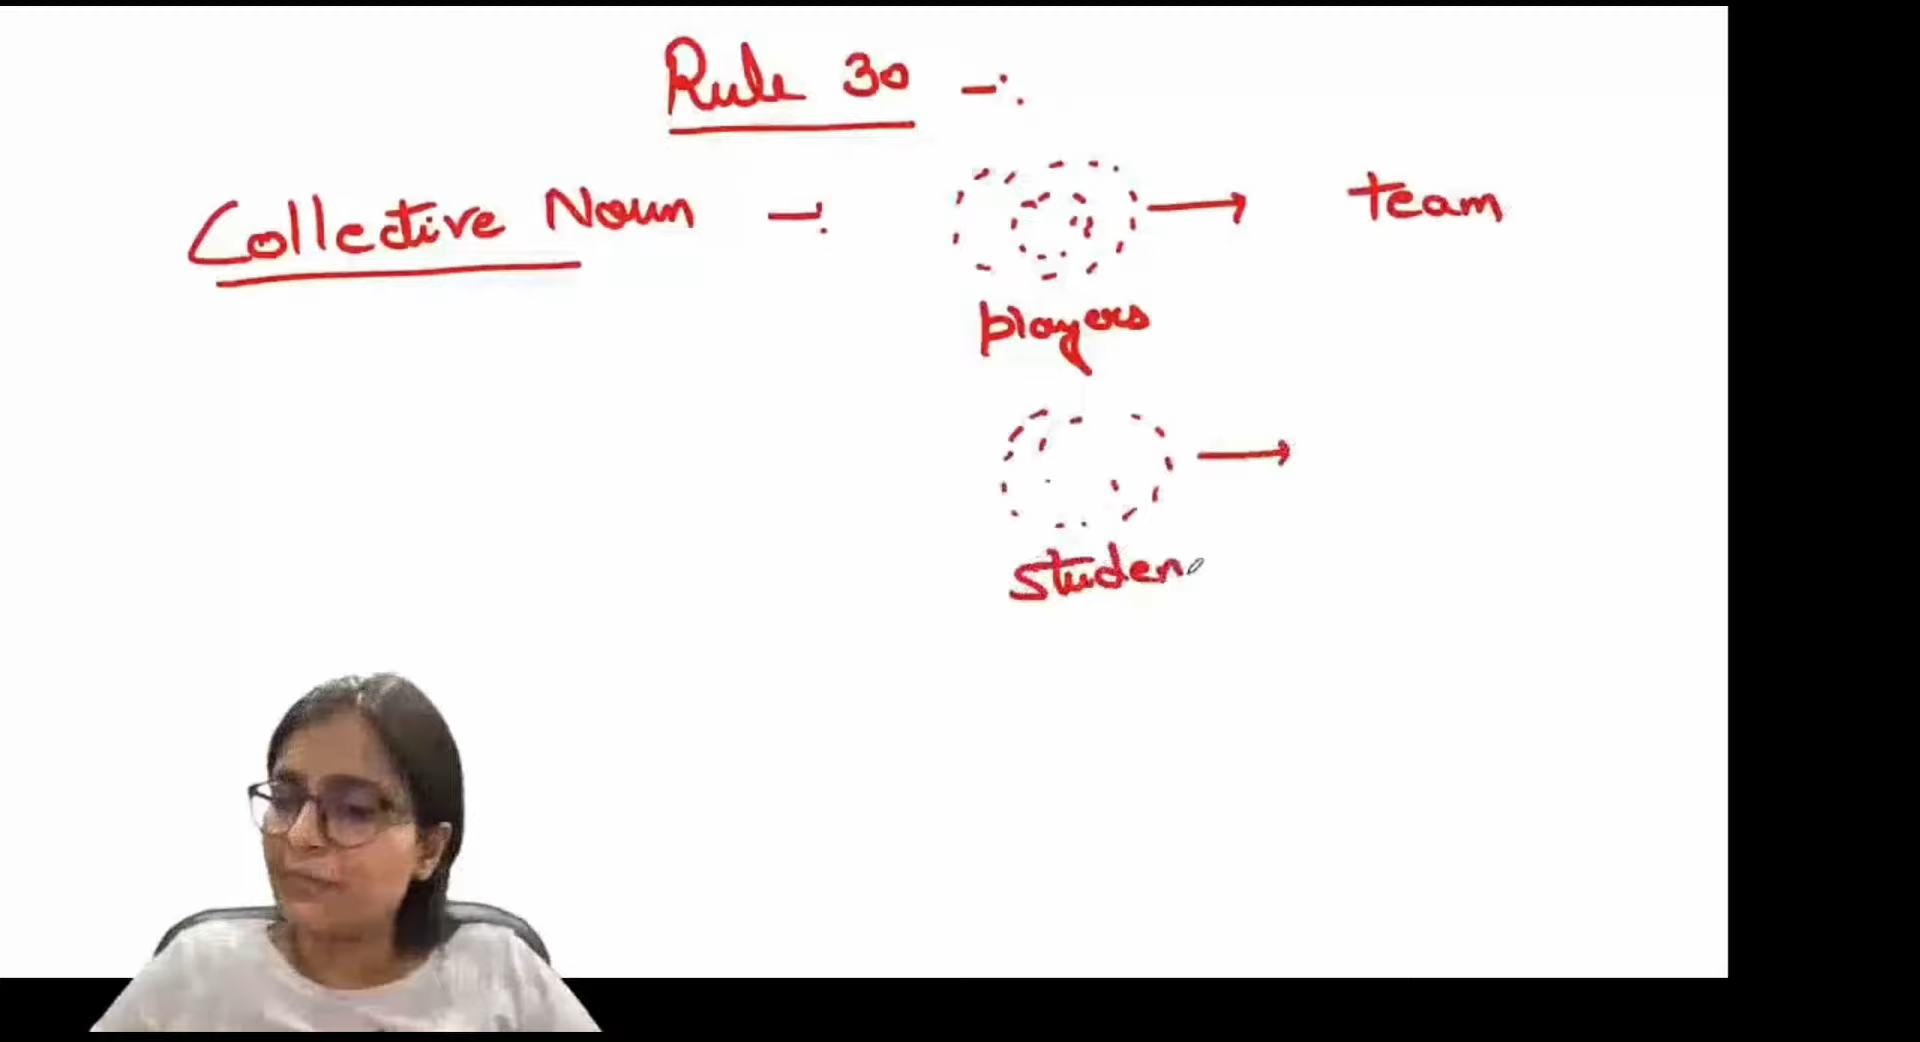 Rule 30 -:
Collective Noun -:
players → team
studen →